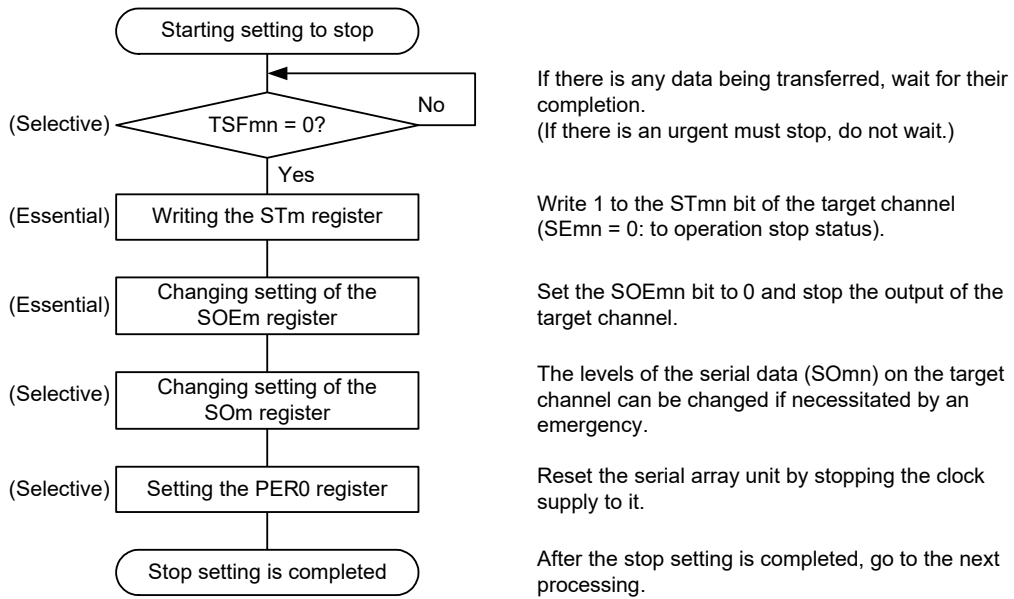 Starting setting to stop
If there is any data being transferred, wait for their
completion.
(If there is an urgent must stop, do not wait.)
No
(Selective)
TSFmn = 0?
Yes
(Essential)
Writing the STm register
Write 1 to the STmn bit of the target channel
(SEmn = 0: to operation stop status).
(Essential)
Changing setting of the
SOEm register
Set the SOEmn bit to 0 and stop the output of the
target channel.
(Selective)
Changing setting of the
SOm register
The levels of the serial data (SOmn) on the target
channel can be changed if necessitated by an
emergency.
(Selective)
Setting the PER0 register
Reset the serial array unit by stopping the clock
supply to it.
Stop setting is completed
After the stop setting is completed, go to the next
processing.